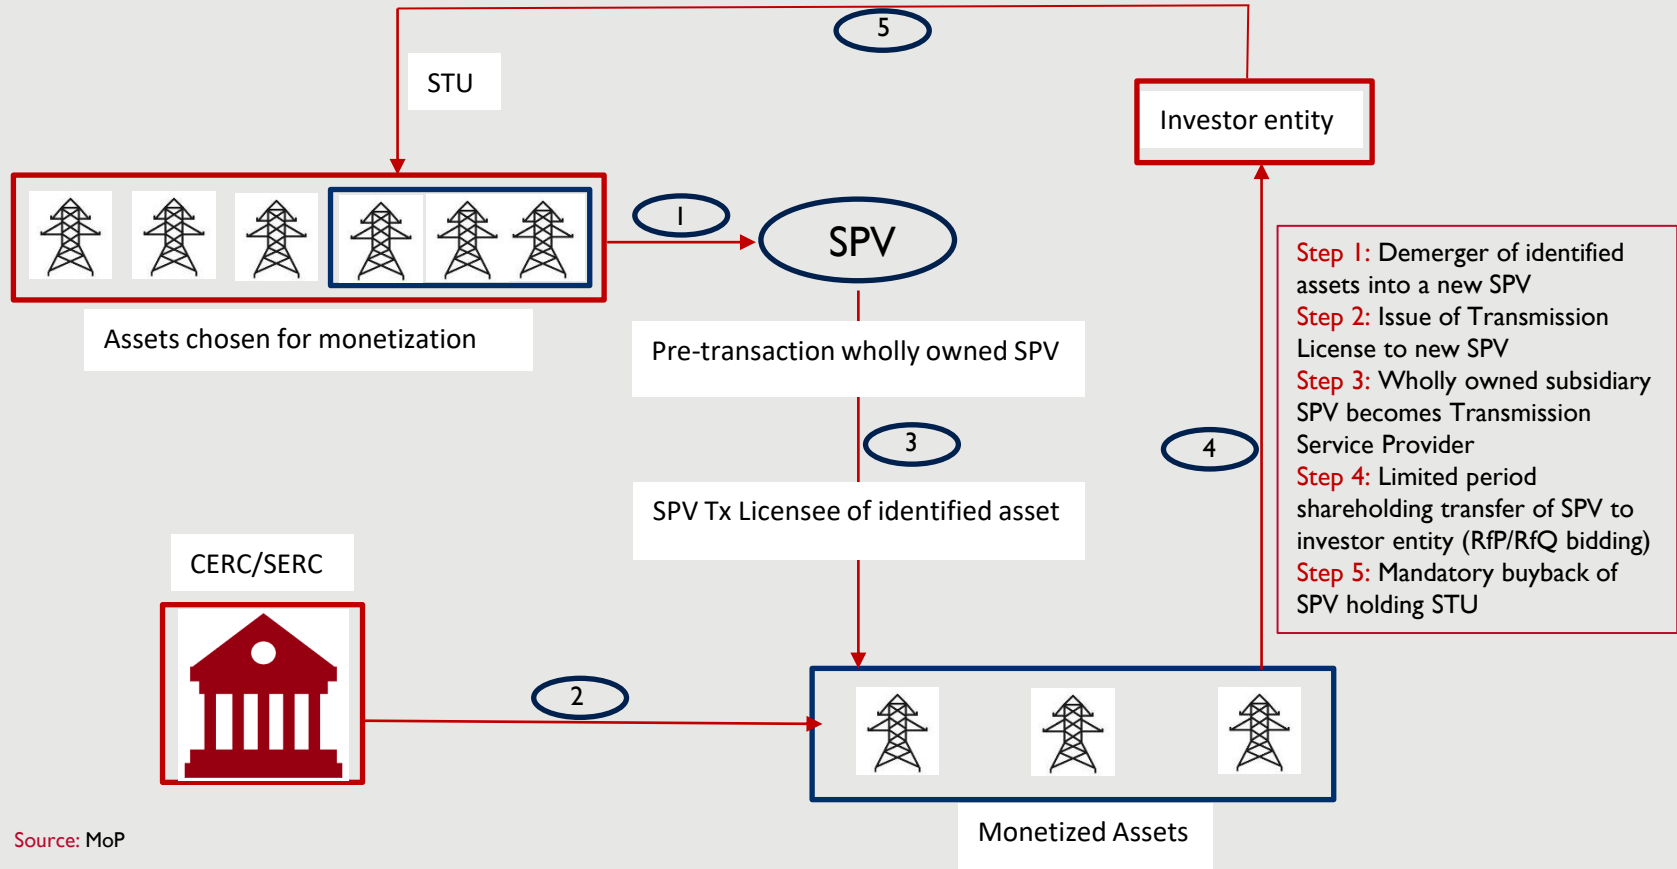 5
STU
Investor entity
1
SPV
Assets chosen for monetization
Pre-transaction wholly owned SPV
3
4
SPV Tx Licensee of identified asset
CERC/SERC
2
Monetized Assets
Step 1: Demerger of identified
assets into a new SPV
Step 2: Issue of Transmission
License to new SPV
Step 3: Wholly owned subsidiary
SPV becomes Transmission
Service Provider
Step 4: Limited period
shareholding transfer of SPV to
investor entity (RfP/RfQ bidding)
Step 5: Mandatory buyback of
SPV holding STU
Source: MoP